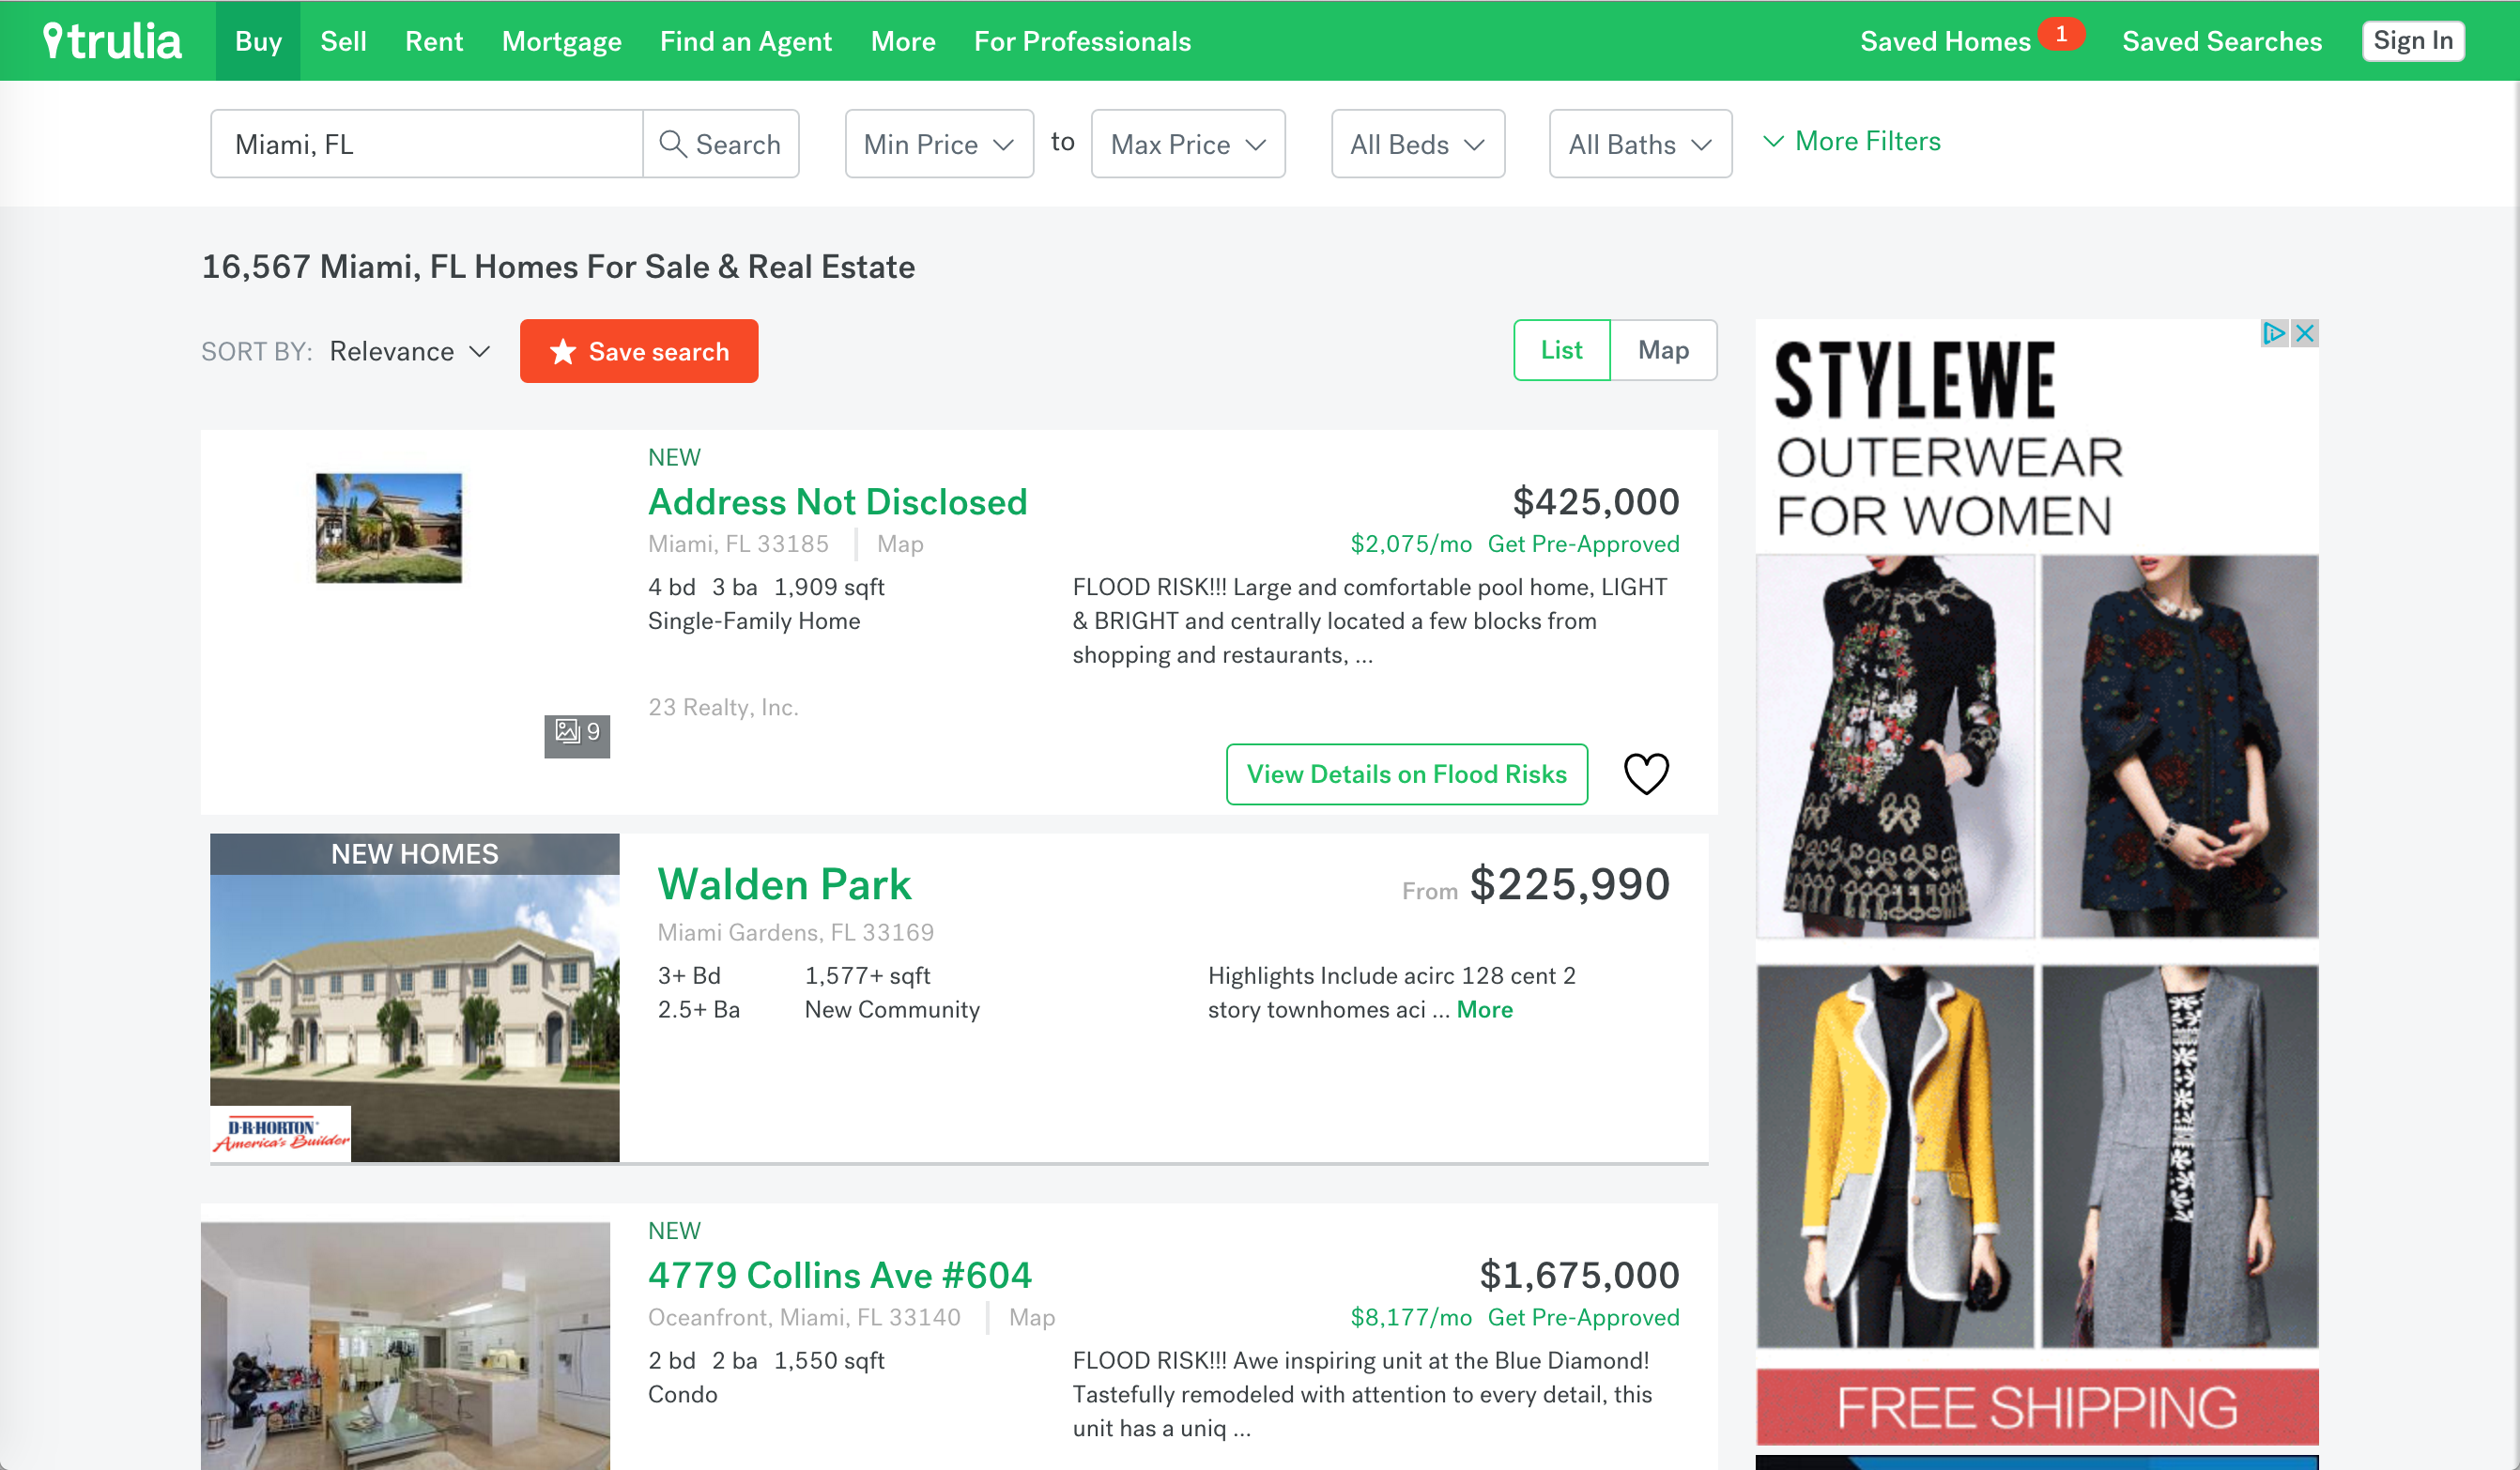 trulia
Buy
Sell
Rent
Mortgage
Find an Agent
More
For Professionals
Saved Homes 1
Saved Searches
Sign In
Miami, FL
Search
Min Price
to
Max Price
All Beds
All Baths
More Filters
16,567 Miami, FL Homes For Sale & Real Estate
SORT BY: Relevance
Save search
List
Map
NEW
Address Not Disclosed
$425,000
Miami, FL 33185
Map
$2,075/mo Get Pre-Approved
4 bd 3 ba 1,909 sqft
Single-Family Home
FLOOD RISK!!! Large and comfortable pool home, LIGHT
& BRIGHT and centrally located a few blocks from
shopping and restaurants, ...
23 Realty, Inc.
9
View Details on Flood Risks
NEW HOMES
D·R·HORTON
America's Builder
Walden Park
From $225,990
Miami Gardens, FL 33169
3+ Bd
1,577+ sqft
2.5+ Ba
New Community
Highlights Include acirc 128 cent 2
story townhomes aci ... More
NEW
4779 Collins Ave #604
$1,675,000
Oceanfront, Miami, FL 33140
Map
$8,177/mo Get Pre-Approved
2 bd 2 ba 1,550 sqft
Condo
FLOOD RISK!!! Awe inspiring unit at the Blue Diamond!
Tastefully remodeled with attention to every detail, this
unit has a uniq ...
STYLEWE
OUTERWEAR
FOR WOMEN
FREE SHIPPING